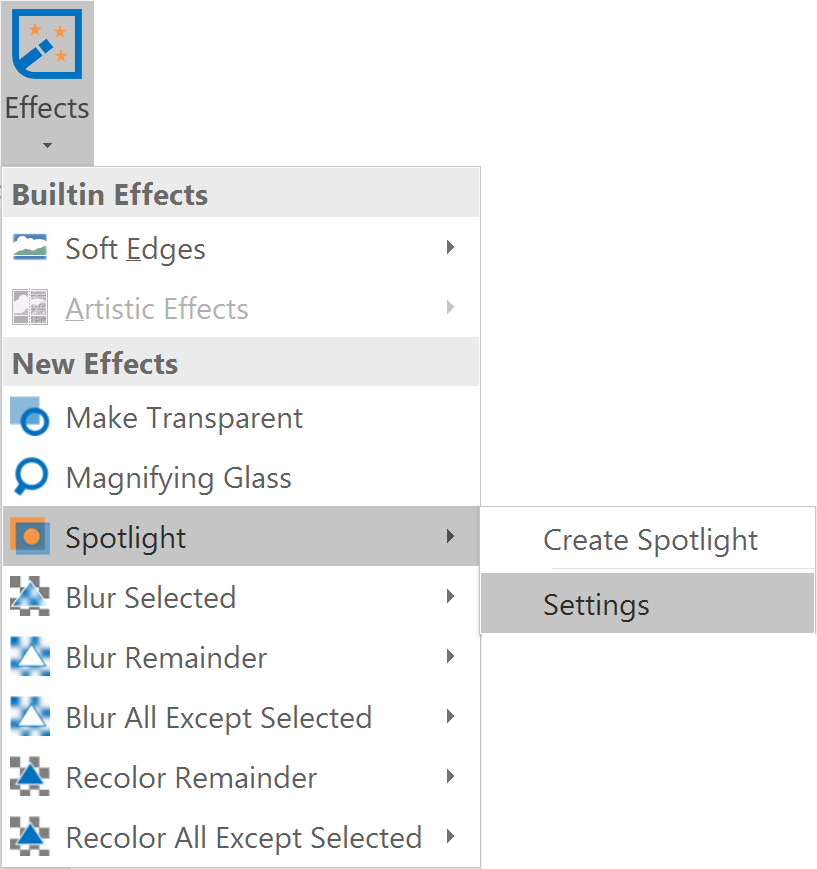 Effects
Builtin Effects
Soft Edges
Artistic Effects
New Effects
Make Transparent
Magnifying Glass
Spotlight
Create Spotlight
Settings
Blur Selected
Blur Remainder
Blur All Except Selected
Recolor Remainder
Recolor All Except Selected